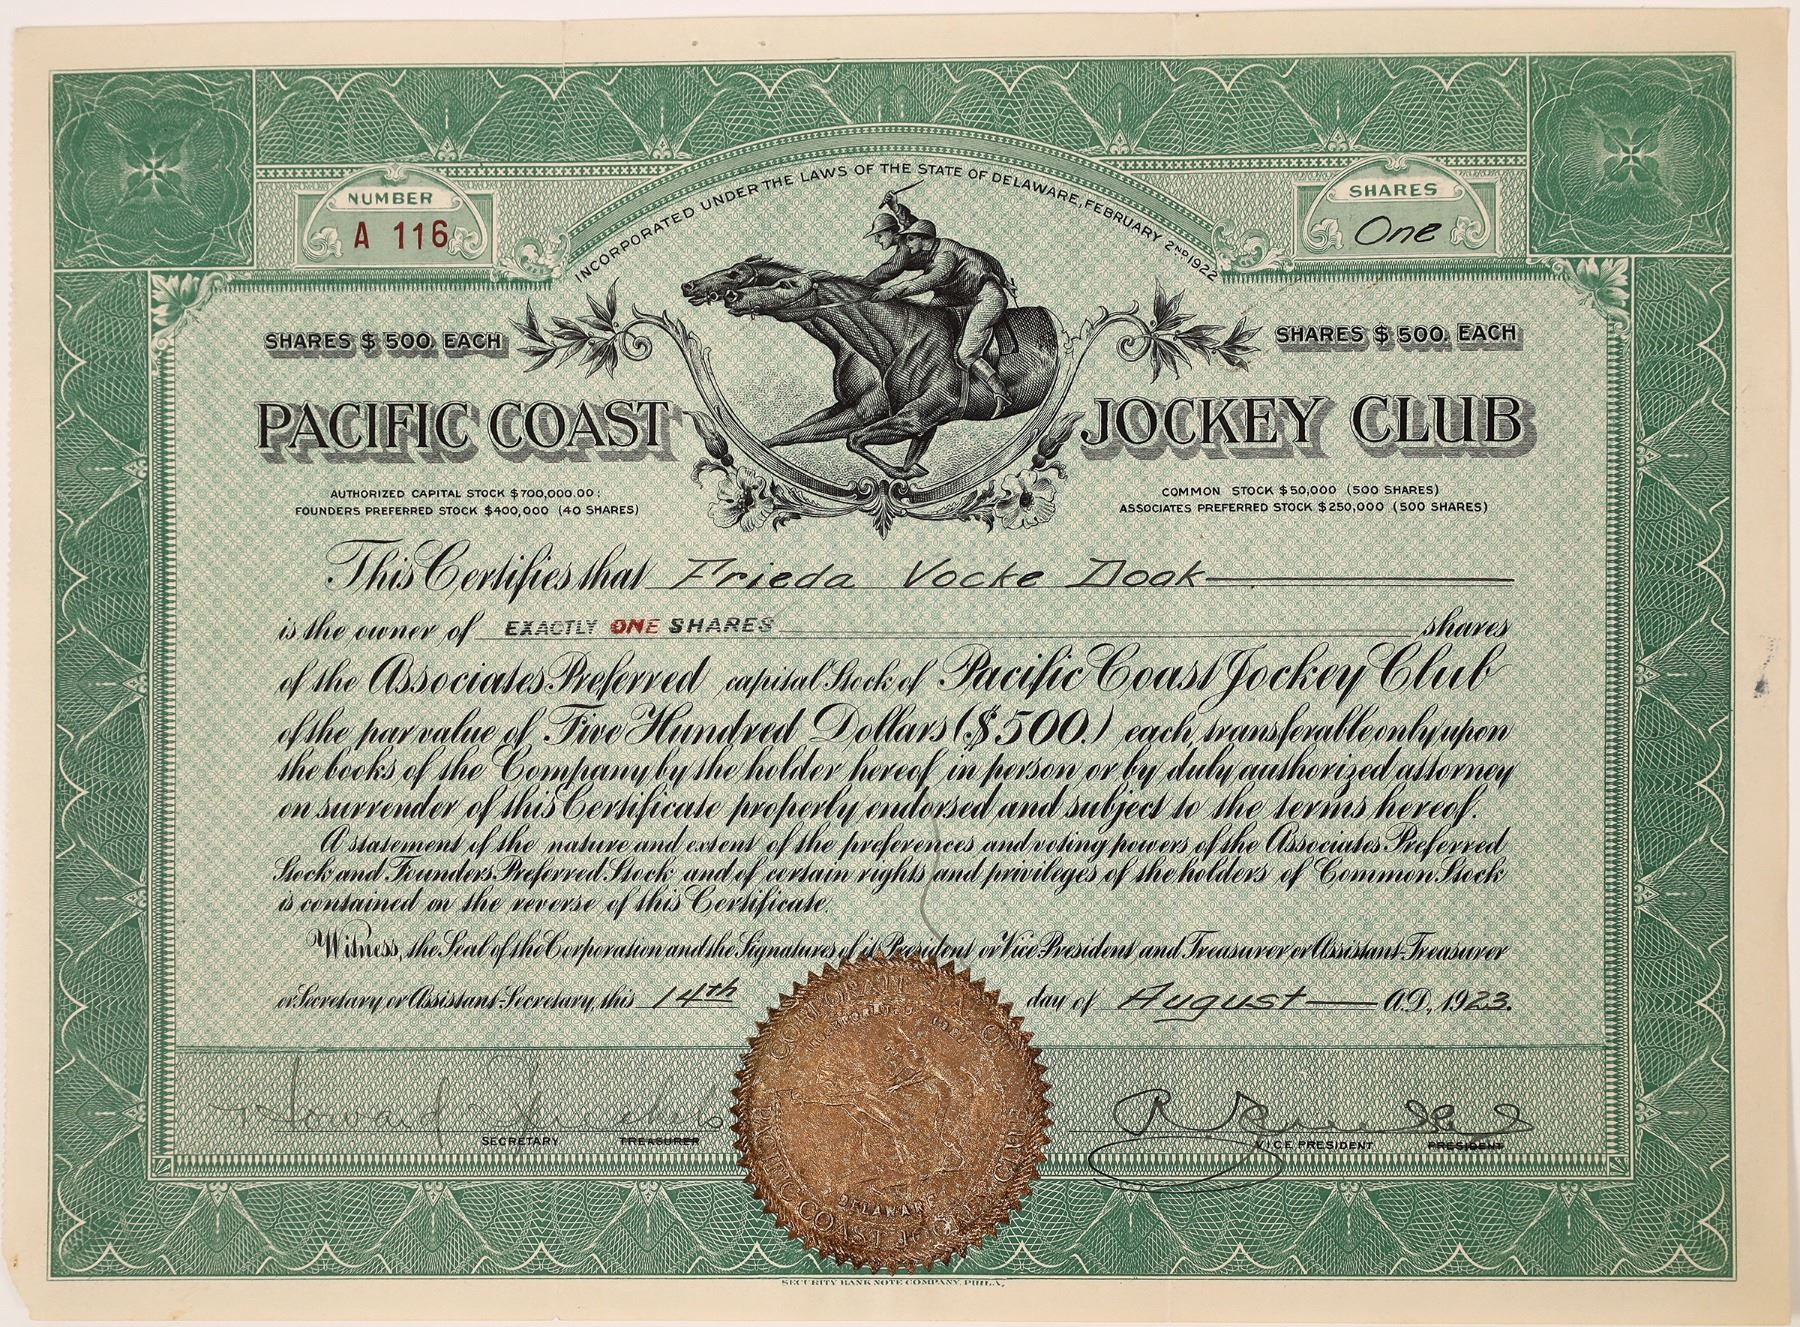 INCORPORATED UNDER THE LAWS OF THE STATE OF DELAWARE, FEBRUARY 2ND 1922
NUMBER
A 116
SHARES
One
SHARES $500. EACH
SHARES $500. EACH
PACIFIC COAST JOCKEY CLUB
AUTHORIZED CAPITAL STOCK $700,000.00:
FOUNDERS PREFERRED STOCK $400,000 (40 SHARES)
COMMON STOCK $50,000 (500 SHARES)
ASSOCIATES PREFERRED STOCK $250,000 (500 SHARES)
This Certifies that Frieda Vocke Doak
is the owner of EXACTLY ONE SHARES shares
of the Associates Preferred capital Stock of Pacific Coast Jockey Club
of the par value of Five Hundred Dollars ($500.) each, transferable only upon
the books of the Company by the holder hereof in person or by duly authorized attorney
on surrender of this Certificate properly endorsed and subject to the terms hereof.
A statement of the nature and extent of the preferences and voting powers of the Associates Preferred
Stock and Founders Preferred Stock and of certain rights and privileges of the holders of Common Stock
is contained on the reverse of this Certificate.
Witness, the Seal of the Corporation and the Signatures of it President or Vice President and Treasurer or Assistant-Treasurer
or Secretary, or Assistant-Secretary, this 14th day of August A.D., 1923.
Howard
SECRETARY TREASURER
VICE PRESIDENT PRESIDENT
CORPORATE SEAL OF
PACIFIC COAST JOCKEY CLUB
DELAWARE
SECURITY BANK NOTE COMPANY, PHILA.